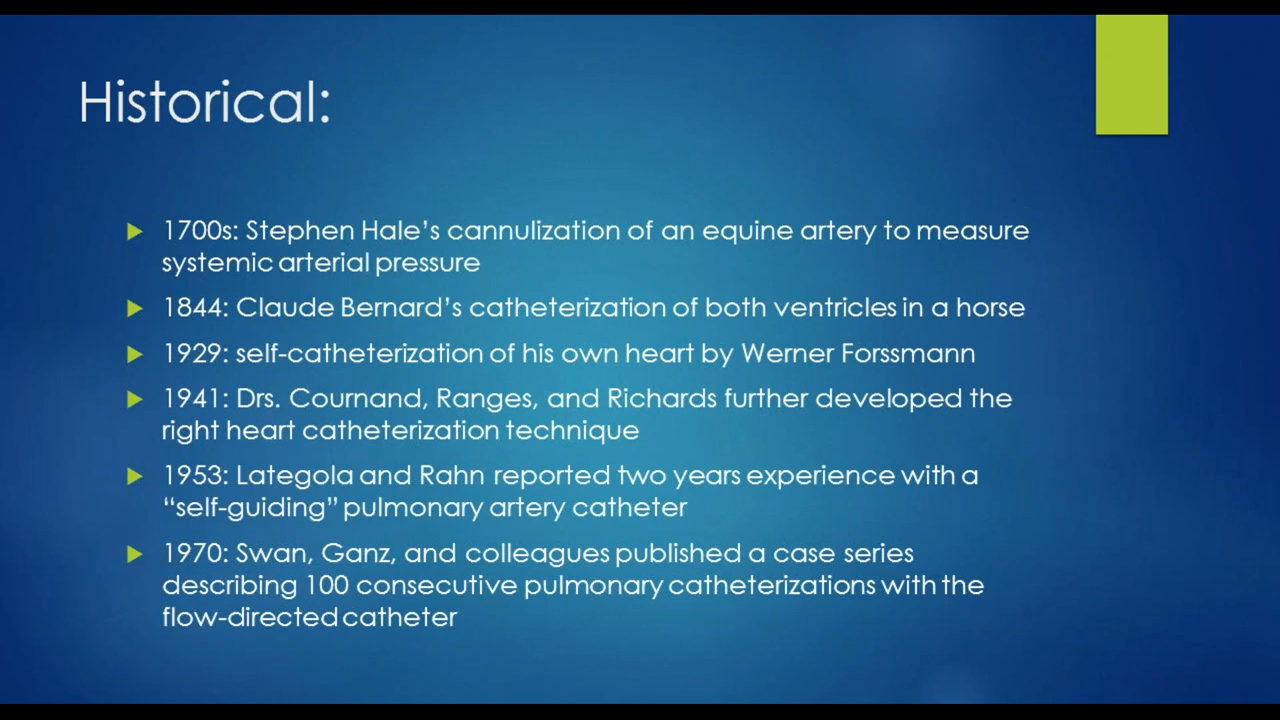 Historical:
1700s: Stephen Hale’s cannulization of an equine artery to measure
systemic arterial pressure
1844: Claude Bernard’s catheterization of both ventricles in a horse
1929: self-catheterization of his own heart by Werner Forssmann
1941: Drs. Cournand, Ranges, and Richards further developed the
right heart catheterization technique
1953: Lategola and Rahn reported two years experience with a
“self-guiding” pulmonary artery catheter
1970: Swan, Ganz, and colleagues published a case series
describing 100 consecutive pulmonary catheterizations with the
flow-directed catheter